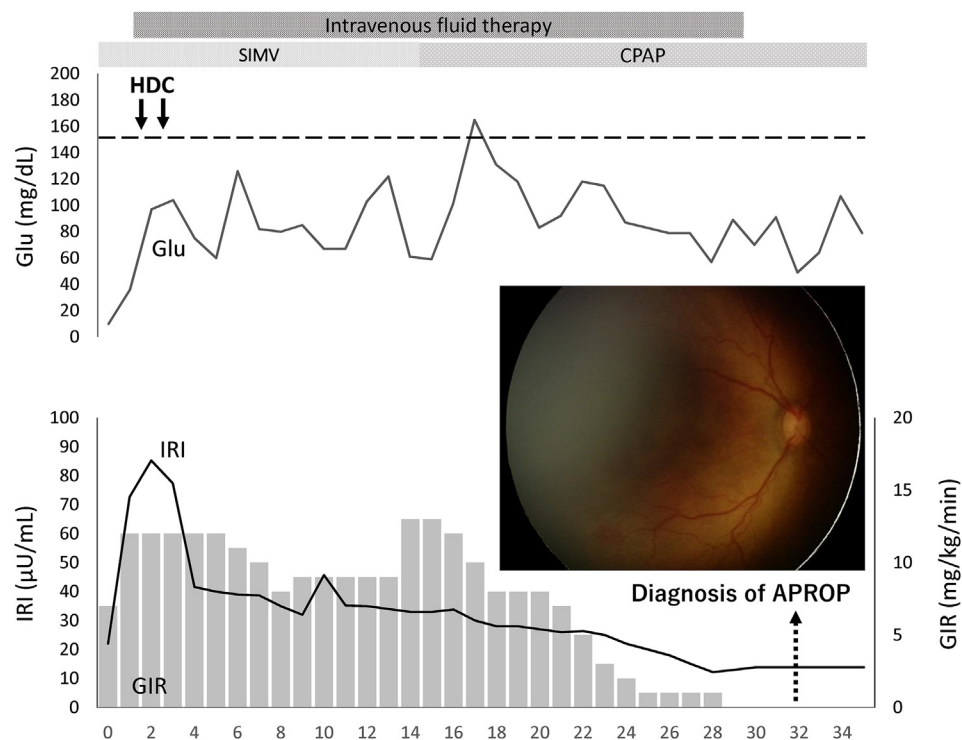 Intravenous fluid therapy
SIMV
CPAP
200
180
160
140
120
100
80
60
40
20
0
Glu (mg/dL)
HDC
Glu
100
90
80
70
60
50
40
30
20
10
0
IRI (μU/mL)
IRI
GIR
20
15
10
5
0
GIR (mg/kg/min)
Diagnosis of APROP
0 2 4 6 8 10 12 14 16 18 20 22 24 26 28 30 32 34